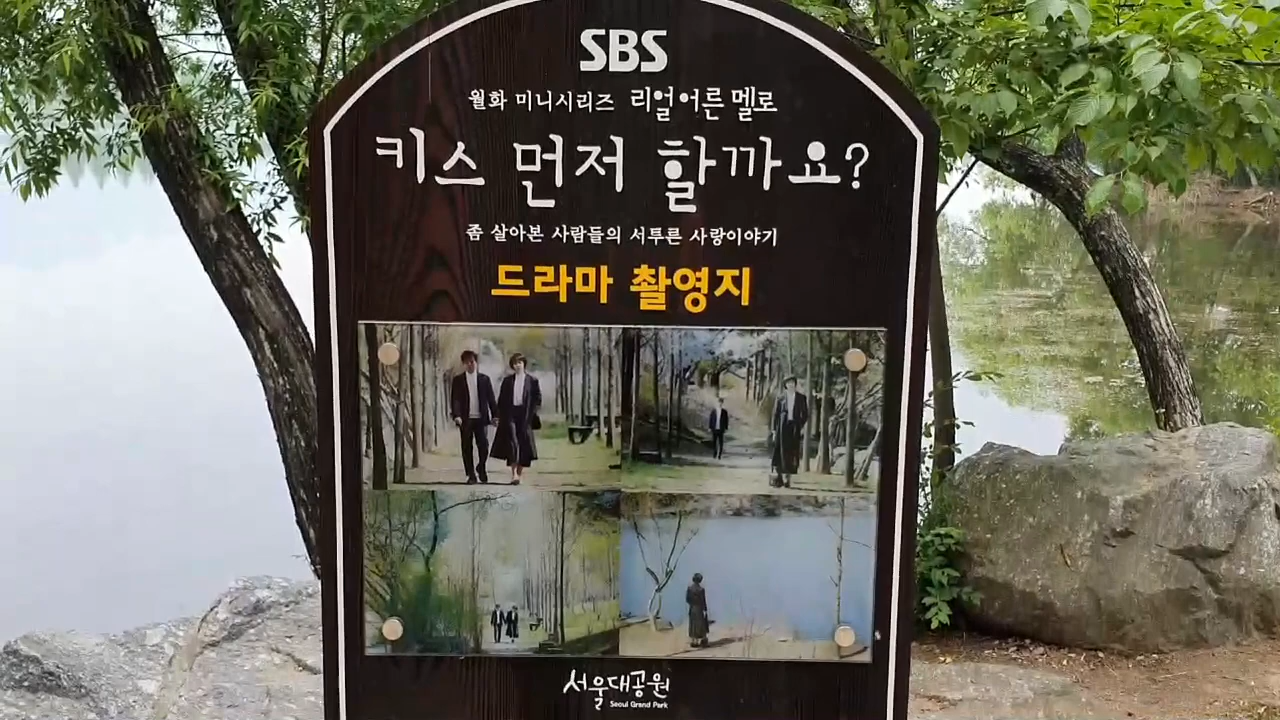 SBS
월화 미니시리즈 리얼어른멜로
키스 먼저 할까요?
좀 살아본 사람들의 서투른 사랑이야기
드라마 촬영지
서울대공원
Seoul Grand Park